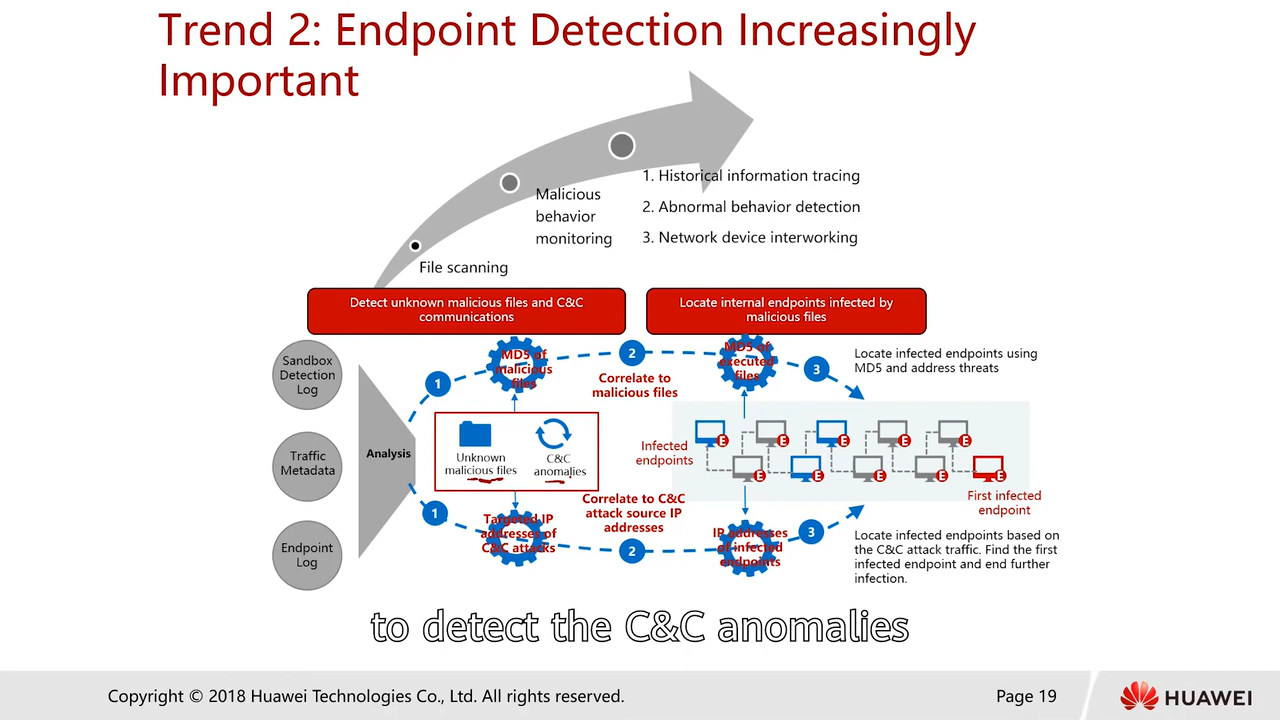 Trend 2: Endpoint Detection Increasingly
Important
1. Historical information tracing
Malicious
behavior
monitoring
2. Abnormal behavior detection
3. Network device interworking
File scanning
Detect unknown malicious files and C&C
communications
Locate internal endpoints infected by
malicious files
Sandbox
Detection
Log
Traffic
Metadata
Endpoint
Log
Analysis
1
MD5 of
malicious
files
2
Correlate to
malicious files
MD5 of
executed
files
3
Locate infected endpoints using
MD5 and address threats
Unknown
malicious files
C&C
anomalies
Infected
endpoints
E
E
E
E
E
E
E
E
E
E
First infected
endpoint
1
Targeted IP
addresses of
C&C attacks
Correlate to C&C
attack source IP
addresses
2
IP addresses
of infected
endpoints
3
Locate infected endpoints based on
the C&C attack traffic. Find the first
infected endpoint and end further
infection.
to detect the C&C anomalies
Copyright © 2018 Huawei Technologies Co., Ltd. All rights reserved.
Page 19
HUAWEI